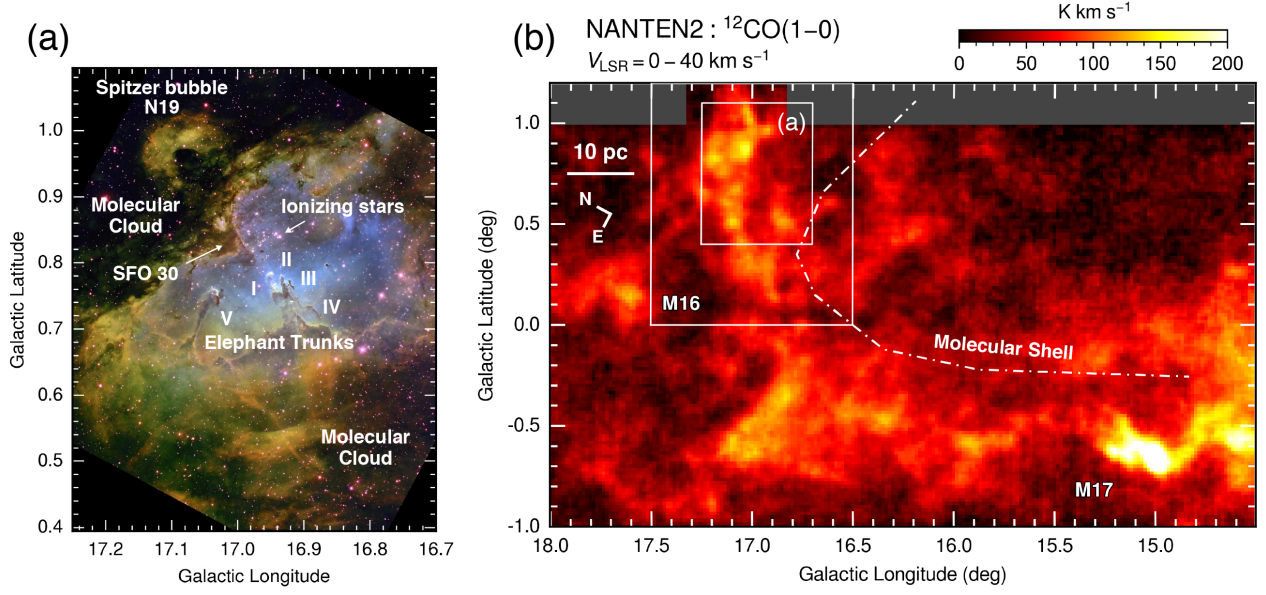 (a)
Spitzer bubble
N19
Molecular
Cloud
Ionizing stars
SFO 30
I
II
III
IV
V
Elephant Trunks
Molecular
Cloud
1.0
0.9
0.8
0.7
0.6
0.5
0.4
Galactic Latitude
17.2
17.1
17.0
16.9
16.8
16.7
Galactic Longitude
(b)
NANTEN2 : ¹²CO(1−0)
V_LSR = 0 − 40 km s⁻¹
K km s⁻¹
0
50
100
150
200
(a)
10 pc
N
E
M16
Molecular Shell
M17
1.0
0.5
0.0
-0.5
-1.0
Galactic Latitude (deg)
18.0
17.5
17.0
16.5
16.0
15.5
15.0
Galactic Longitude (deg)